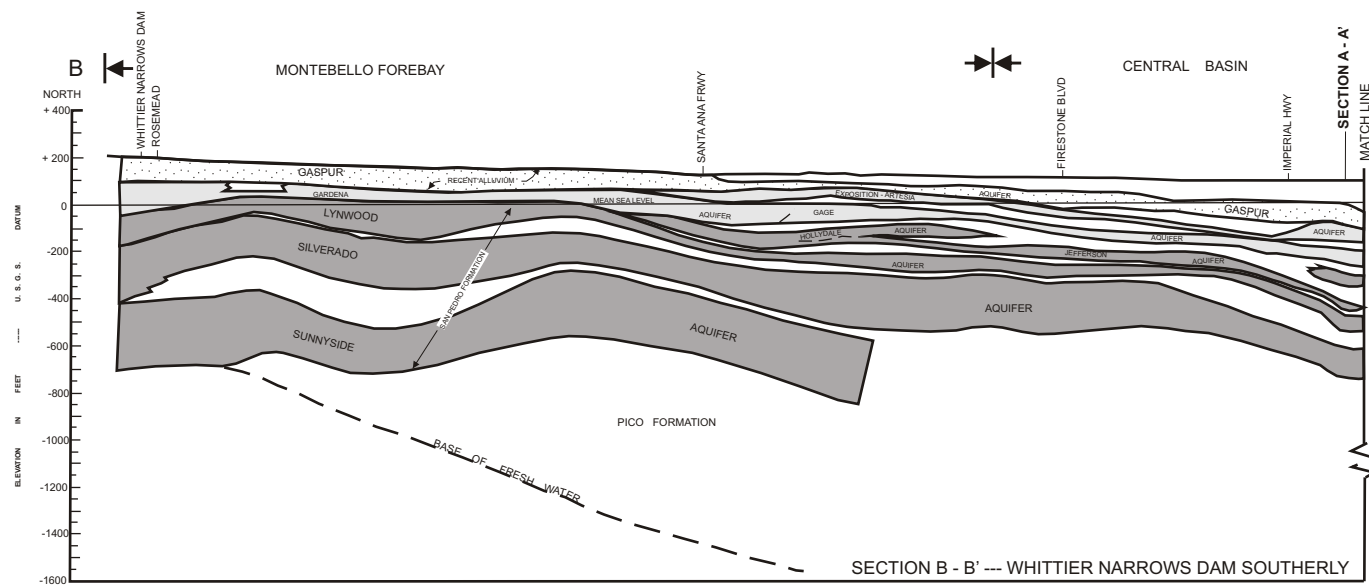 B
MONTEBELLO FOREBAY
CENTRAL BASIN
WHITTIER NARROWS DAM
ROSEMEAD
SANTA ANA FRWY
FIRESTONE BLVD
IMPERIAL HWY
SECTION A - A'
MATCH LINE
NORTH
+ 400
+ 200
0
-200
-400
-600
-800
-1000
-1200
-1400
-1600
ELEVATION IN FEET ---- U. S. G. S. DATUM
GASPUR
RECENT ALLUVIUM
GARDENA
MEAN SEA LEVEL
EXPOSITION - ARTESIA
AQUIFER
GASPUR
LYNWOOD
AQUIFER
GAGE
AQUIFER
AQUIFER
HOLLYDALE
AQUIFER
SILVERADO
AQUIFER
JEFFERSON
AQUIFER
SAN PEDRO FORMATION
AQUIFER
SUNNYSIDE
AQUIFER
PICO FORMATION
BASE OF FRESH WATER
SECTION B - B' --- WHITTIER NARROWS DAM SOUTHERLY